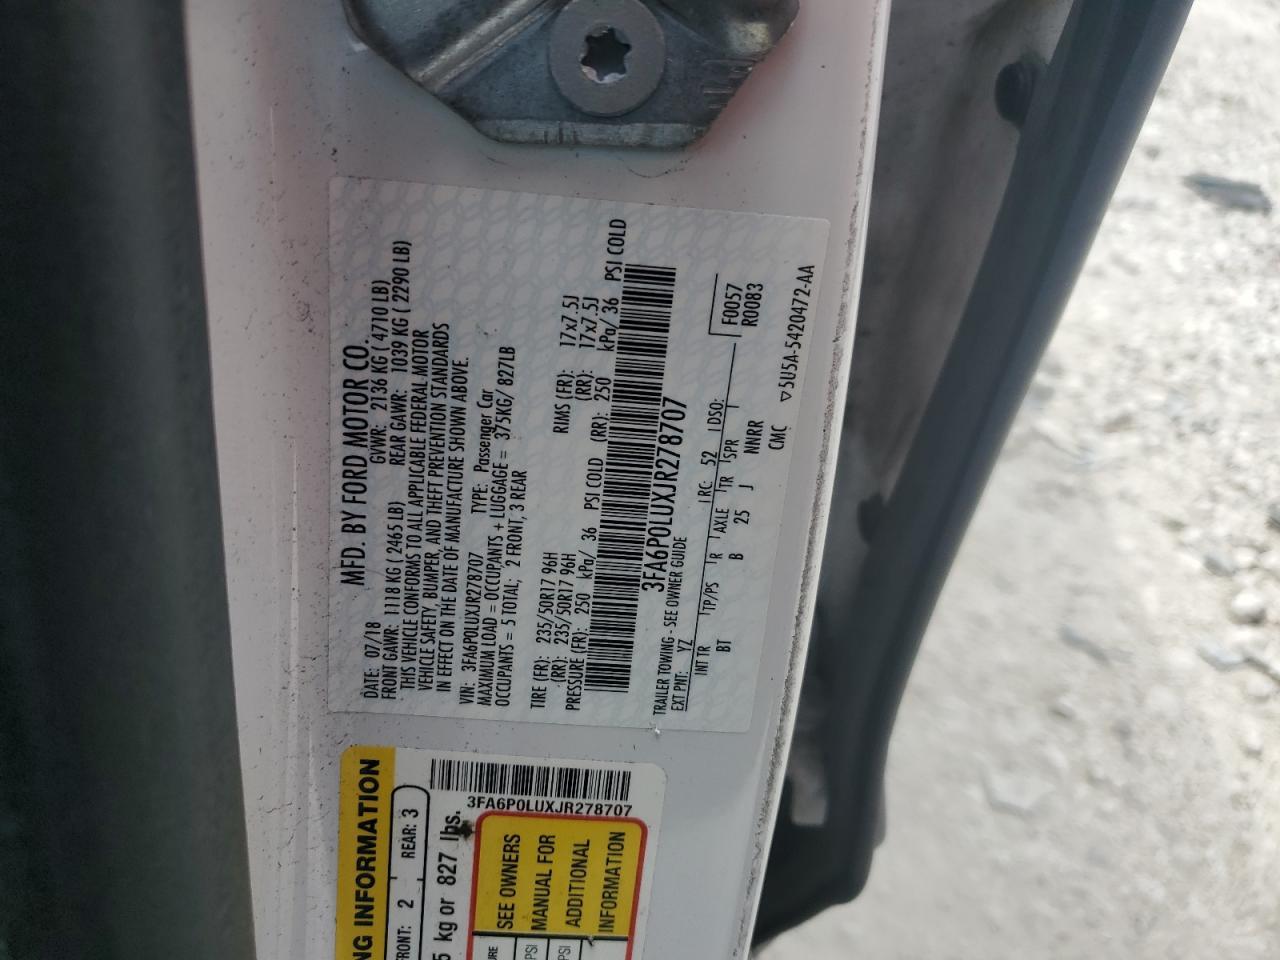 MFD. BY FORD MOTOR CO.
DATE: 07/18 GVWR: 2136 KG ( 4710 LB)
FRONT GAWR: 1118 KG ( 2465 LB) REAR GAWR: 1039 KG ( 2290 LB)
THIS VEHICLE CONFORMS TO ALL APPLICABLE FEDERAL MOTOR
VEHICLE SAFETY, BUMPER, AND THEFT PREVENTION STANDARDS
IN EFFECT ON THE DATE OF MANUFACTURE SHOWN ABOVE.
VIN: 3FA6P0LUXJR278707 TYPE: Passenger Car
MAXIMUM LOAD = OCCUPANTS + LUGGAGE = 375KG/ 827LB
OCCUPANTS = 5 TOTAL; 2 FRONT, 3 REAR
TIRE (FR): 235/50R17 96H RIMS (FR): 17x7.5J
(RR): 235/50R17 96H (RR): 17x7.5J
PRESSURE (FR): 250 kPa/ 36 PSI COLD (RR): 250 kPa/ 36 PSI COLD
3FA6P0LUXJR278707
TRAILER TOWING - SEE OWNER GUIDE
EXT PNT: YZ RC: 52 DSO: F0057
R0083
INT TR TP/PS R AXLE TR SPR
BT B 25 J NNRR
CMC ▽5U5A-5420472-AA
NG INFORMATION
FRONT: 2 REAR: 3
5 kg or 827 lbs.
3FA6P0LUXJR278707
SEE OWNERS
MANUAL FOR
ADDITIONAL
INFORMATION
URE
PSI
PSI